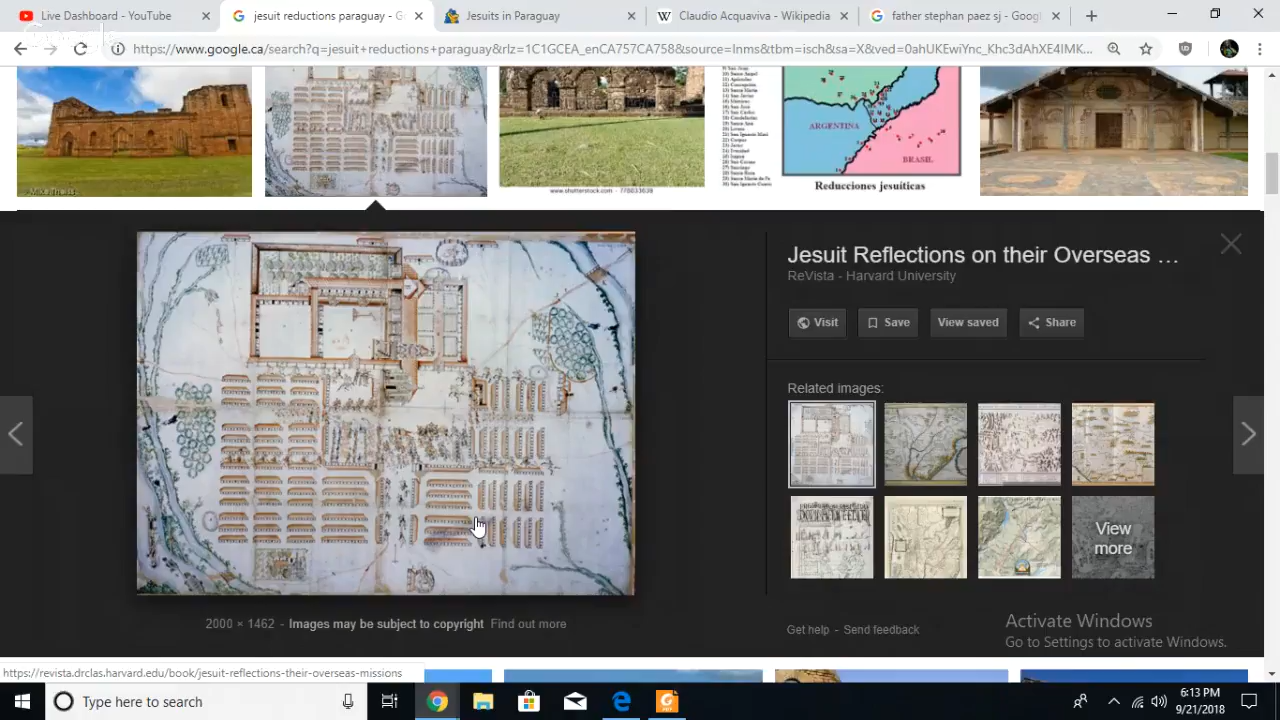 Live Dashboard - YouTube
jesuit reductions paraguay - G
Jesuits in Paraguay
Claudio Acquaviva - Wikipedia
father stephan paez sj - Googl
https://www.google.ca/search?q=jesuit+reductions+paraguay&rlz=1C1GCEA_enCA757CA758&source=lnms&tbm=isch&sa=X&ved=0ahUKEwiYnc_Khc3dAhXE4IMK...
www.shutterstock.com
ARGENTINA
BRASIL
Reducciones jesuíticas
Jesuit Reflections on their Overseas ...
ReVista - Harvard University
Visit
Save
View saved
Share
Related images:
View more
2000 × 1462 - Images may be subject to copyright Find out more
Get help - Send feedback
Activate Windows
Go to Settings to activate Windows.
https://revista.drclas.harvard.edu/book/jesuit-reflections-their-overseas-missions
Type here to search
6:13 PM
9/21/2018